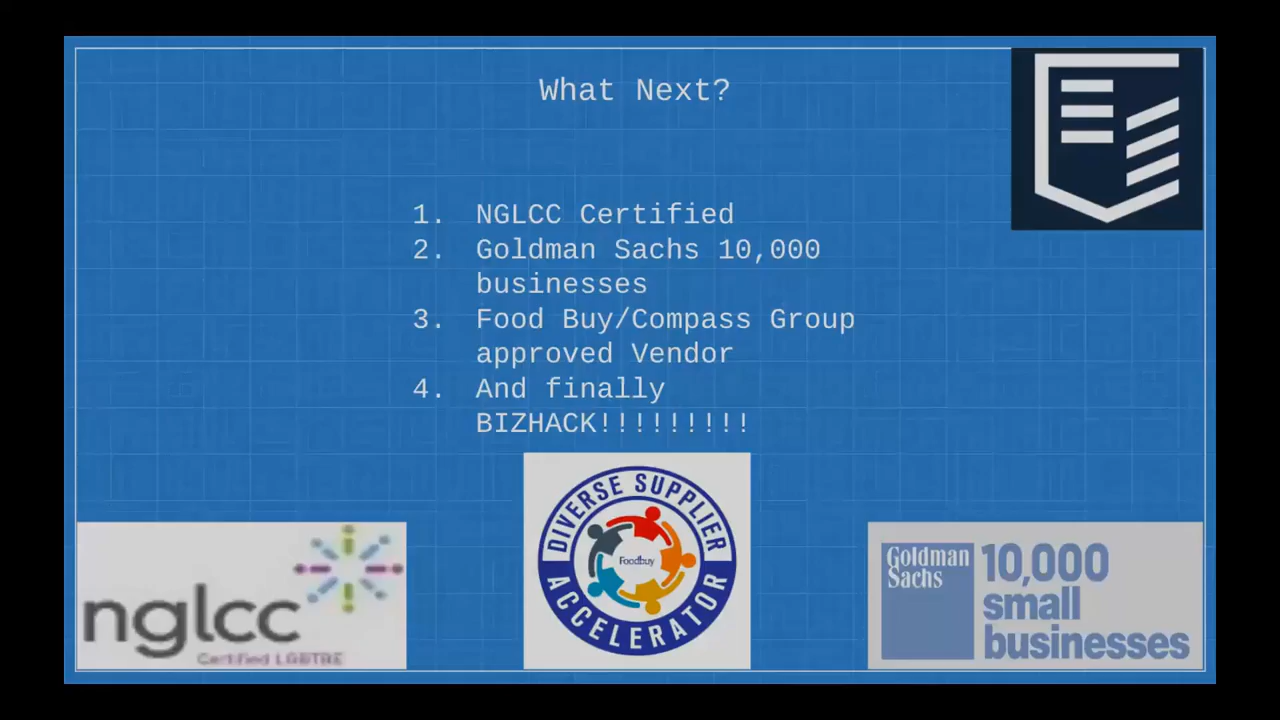 What Next?
1. NGLCC Certified
2. Goldman Sachs 10,000
businesses
3. Food Buy/Compass Group
approved Vendor
4. And finally
BIZHACK!!!!!!!!!
DIVERSE SUPPLIER
Foodbuy
ACCELERATOR
nglcc
Certified LGBTBE
Goldman
Sachs
10,000
small
businesses